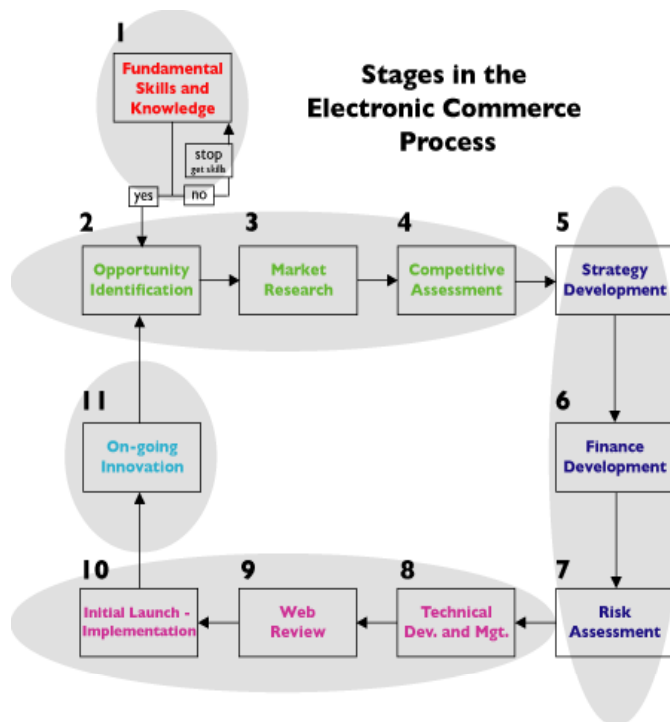 1
Fundamental
Skills and
Knowledge
Stages in the
Electronic Commerce
Process
stop
get skills
yes
no
2
3
4
5
Opportunity
Identification
Market
Research
Competitive
Assessment
Strategy
Development
11
6
On-going
Innovation
Finance
Development
10
9
8
7
Initial Launch -
Implementation
Web
Review
Technical
Dev. and Mgt.
Risk
Assessment